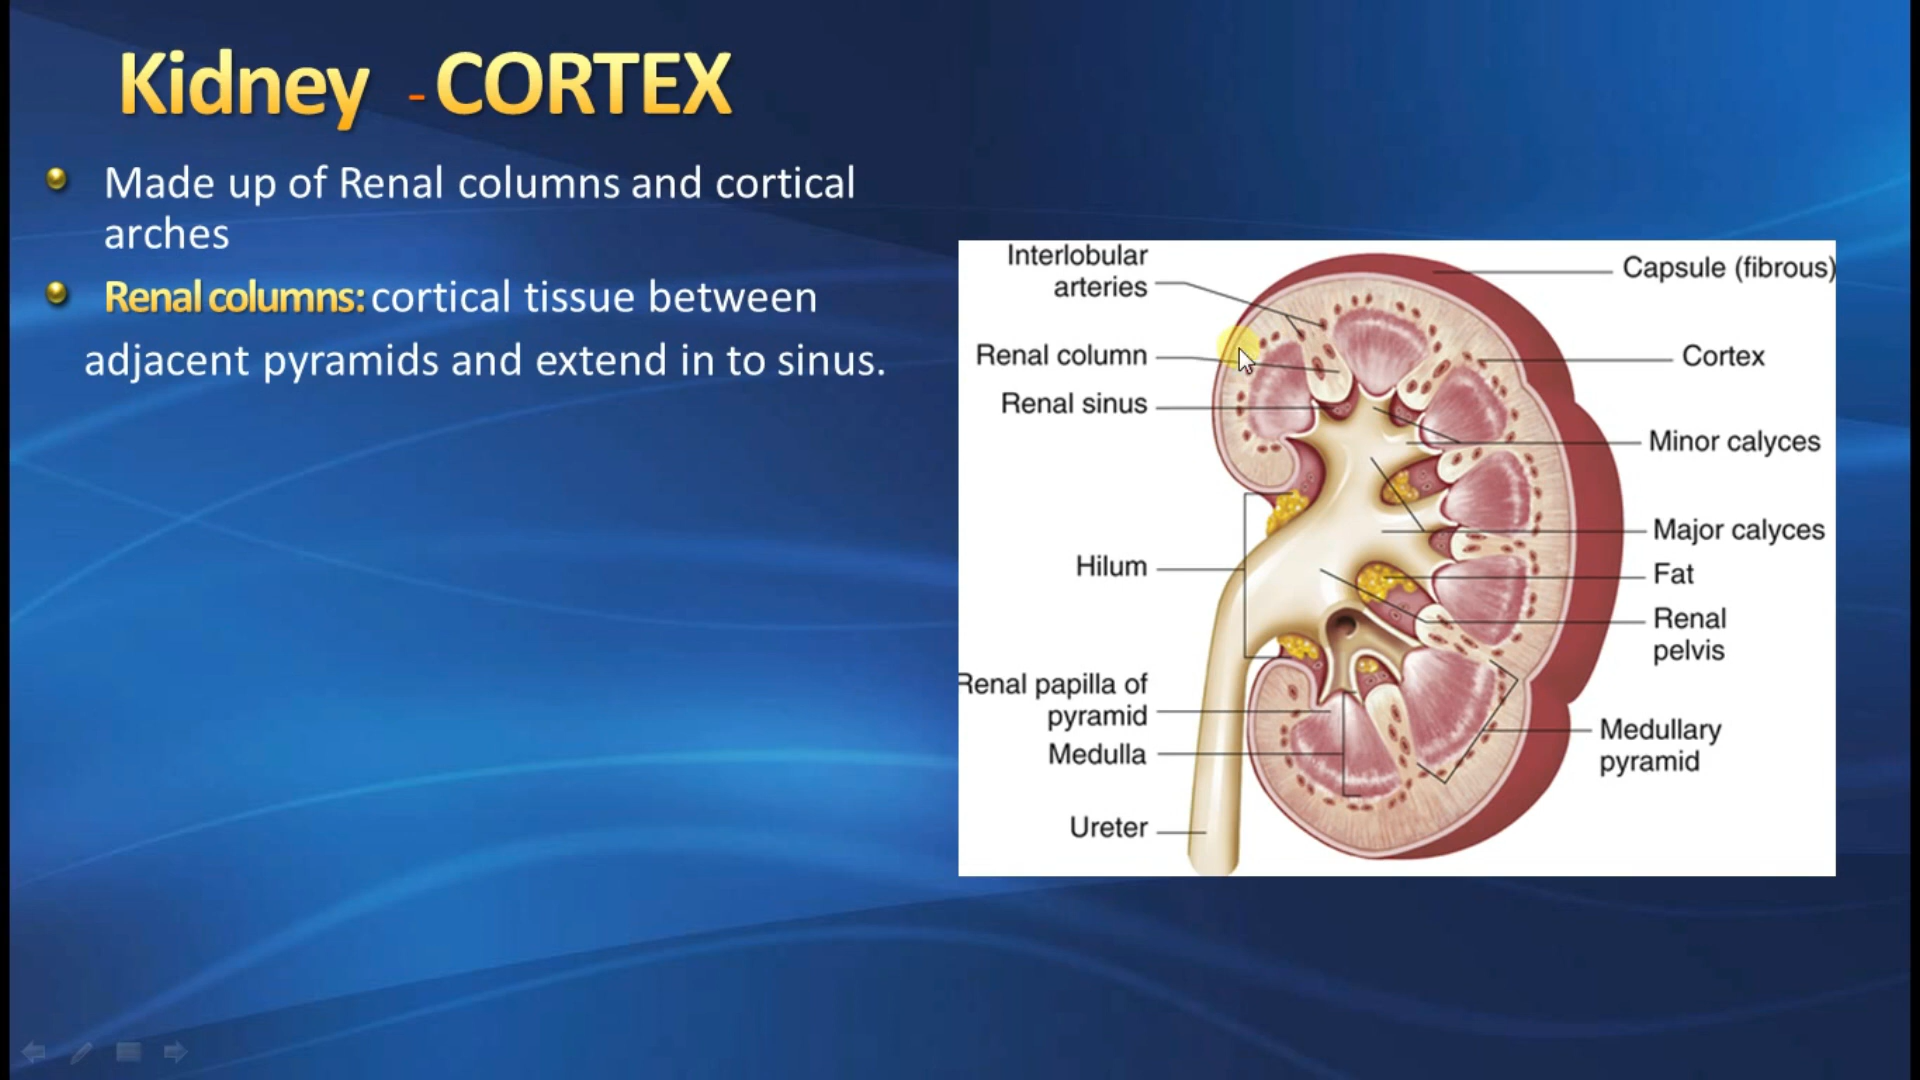 Kidney - CORTEX
Made up of Renal columns and cortical
arches
Renal columns: cortical tissue between
adjacent pyramids and extend in to sinus.
Interlobular
arteries
Renal column
Renal sinus
Hilum
Renal papilla of
pyramid
Medulla
Ureter
Capsule (fibrous)
Cortex
Minor calyces
Major calyces
Fat
Renal
pelvis
Medullary
pyramid